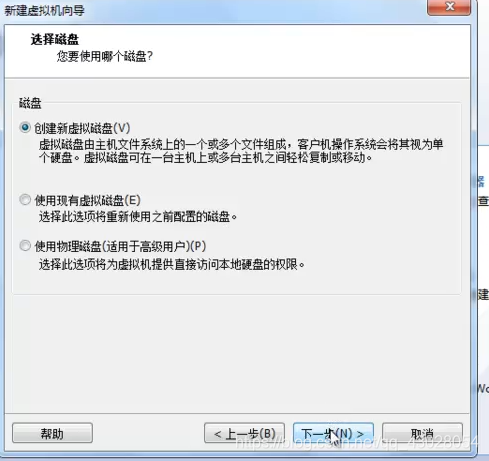 新建虚拟机向导
选择磁盘
您要使用哪个磁盘?
磁盘
创建新虚拟磁盘(V)
虚拟磁盘由主机文件系统上的一个或多个文件组成，客户机操作系统会将其视为单
个硬盘。虚拟磁盘可在一台主机上或多台主机之间轻松复制或移动。
使用现有虚拟磁盘(E)
选择此选项将重新使用之前配置的磁盘。
使用物理磁盘(适用于高级用户)(P)
选择此选项将为虚拟机提供直接访问本地硬盘的权限。
查
建
帮助
< 上一步(B)
下一步(N) >
取消